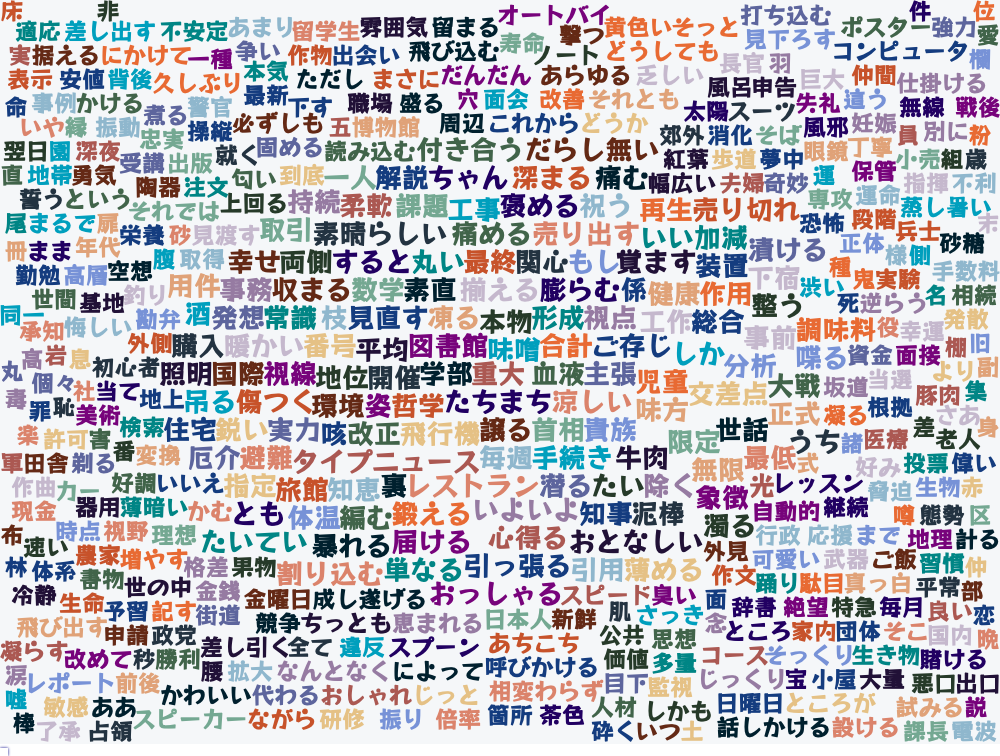 床 非 オートバイ 件 位
適応 差し出す 不安定 あまり 留学生 雰囲気 留まる 撃つ 黄色い そっと 打ち込む ポスター 強力 愛
実 据える にかけて 一種 争い 作物 出会い 飛び込む 寿命 ノート どうしても 見下ろす コンピュータ 欄
表示 安値 背後 久しぶり 本気 ただし まさに だんだん あらゆる 乏しい 長官 羽 巨大 仲間 仕掛ける
命 事例 かける 煮る 警官 最新 下す 職場 盛る 穴 面会 改善 それとも 風呂 申告 太陽 スーツ 失礼 違う 無線 戦後
いや 縁 振動 忠実 操縦 必ずしも 五 博物館 周辺 これから どうか 郊外 消化 そば 風邪 妊娠 員 別に 粉
翌日 園 深夜 受講 出版 就く 固める 読み込む 付き合う だらし無い 紅葉 歩道 夢中 眼鏡 丁寧 小売 組 歳
直 地帯 勇気 陶器 注文 匂い 到底 一人 解説 ちゃん 深まる 痛む 幅広い 夫婦 奇妙 運 保管 指揮 不利
誓う という それでは 上回る 持続 柔軟 課題 工事 褒める 祝う 再生 売り切れ 専攻 運命 蒸し暑い
尾 まるで 扉 栄養 砂 見渡す 取引 素晴らしい 痛める 売り出す いい加減 恐怖 段階 兵士 砂糖 末
冊 まま 年代 腹 取得 幸せ 両側 すると 丸い 最終 関心 もし 覚ます 装置 漬ける 正体 様 側
勤勉 高層 空想 用件 事務 収まる 数学 素直 揃える 膨らむ 係 健康 作用 下宿 種 渋い 鬼 実験 手数料
世間 基地 釣り 整う 死 逆らう 名 相続
同一 承知 悔しい 勤弁 酒 発想 常識 枝 見直す 凍る 本物 形成 視点 工作 総合 事前 調味料 役 幸運 発散
丸 高 岩 息 外側 購入 暖かい 番号 平均 図書館 味噌 合計 ご存じ しか 分析 喋る 資金 面接 棚 旧
毒 個々 社 初心者 照明 国際 視線 地位 開催 学部 重大 血液 主張 児童 交差点 大戦 坂道 当選 より 副
罪 恥 当て 地上 吊る 傷つく 環境 姿 哲学 たちまち 涼しい 味方 正式 凝る 根拠 豚肉 集
美術 検索 住宅 鋭い 実力 咳 改正 飛行機 譲る 首相 貴族 限定 世話 うち 諸 医療 差 さあ 身
楽 許可 害 番 変換 厄介 避難 タイプ ニュース 毎週 手続き 牛肉 無限 最低 式 好み 投票 偉い 老人
軍 田舎 剃る 好調 いいえ 指定 旅館 知恵 裏 レストラン 潜る たい 除く 象徴 光 レッスン 脅迫 生物 赤
作曲 カー 器用 薄暗い かむ とも 体温 編む 鍛える いよいよ 知事 泥棒 濁る 自動的 継続 噂 態勢 区
現金 布 速い 時点 視野 理想 たいてい 暴れる 届ける 心得る おとなしい 外見 行政 応援 まで 地理 計る
林 体系 農家 増やす 格差 果物 割り込む 単なる 引っ張る 引用 薄める 可愛い 武器 ご飯 習慣 仲
冷静 書物 世の中 金銭 金曜日 成し遂げる おっしゃる スピード 臭い 作文 踊り 駄目 真っ白 平常 部
生命 予習 記す 街道 競争 ちっとも 恵まれる 日本人 新鮮 肌 さっき 面 辞書 絶望 特急 毎月 良い 恋
飛び出す 申請 政党 差し引く 全て 違反 スプーン あちこち 公共 思想 念 ところ 家内 団体 そこ 国内 晩
凝らす 改めて 秒 勝利 腰 拡大 なんとなく によって 呼びかける 価値 多量 コース そっくり 生き物 賭ける
涙 レポート 前後 かわいい 代わる おしゃれ じっと 相変わらず 目下 監視 じっくり 宝 小屋 大量 悪口 出口
嘘 敏感 ああ スピーカー ながら 研修 振り 倍率 箇所 茶色 人材 しかも 日曜日 ところが 試みる 説
棒 了承 占領 砕く いつ 土 話しかける 設ける 課長 電波